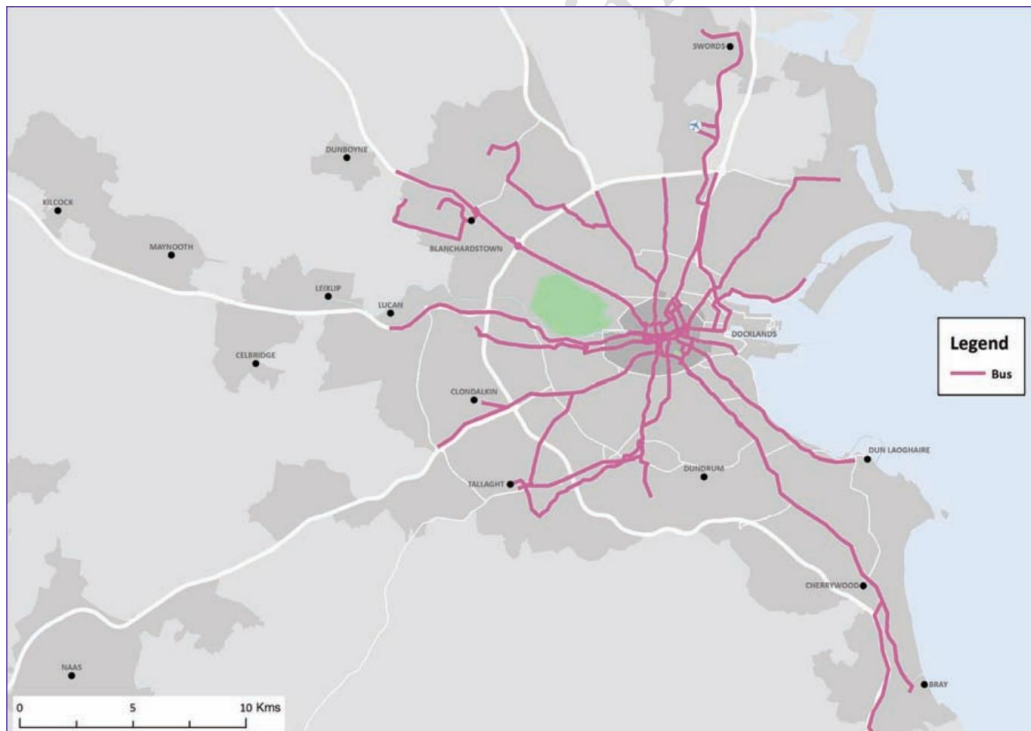 SWORDS
DUNBOYNE
KILCOCK
BLANCHARDSTOWN
MAYNOOTH
LEIXLIP
LUCAN
DOCKLANDS
CELBRIDGE
CLONDALKIN
DUN LAOGHAIRE
DUNDRUM
TALLAGHT
CHERRYWOOD
NAAS
BRAY
Legend
Bus
0 5 10 Kms